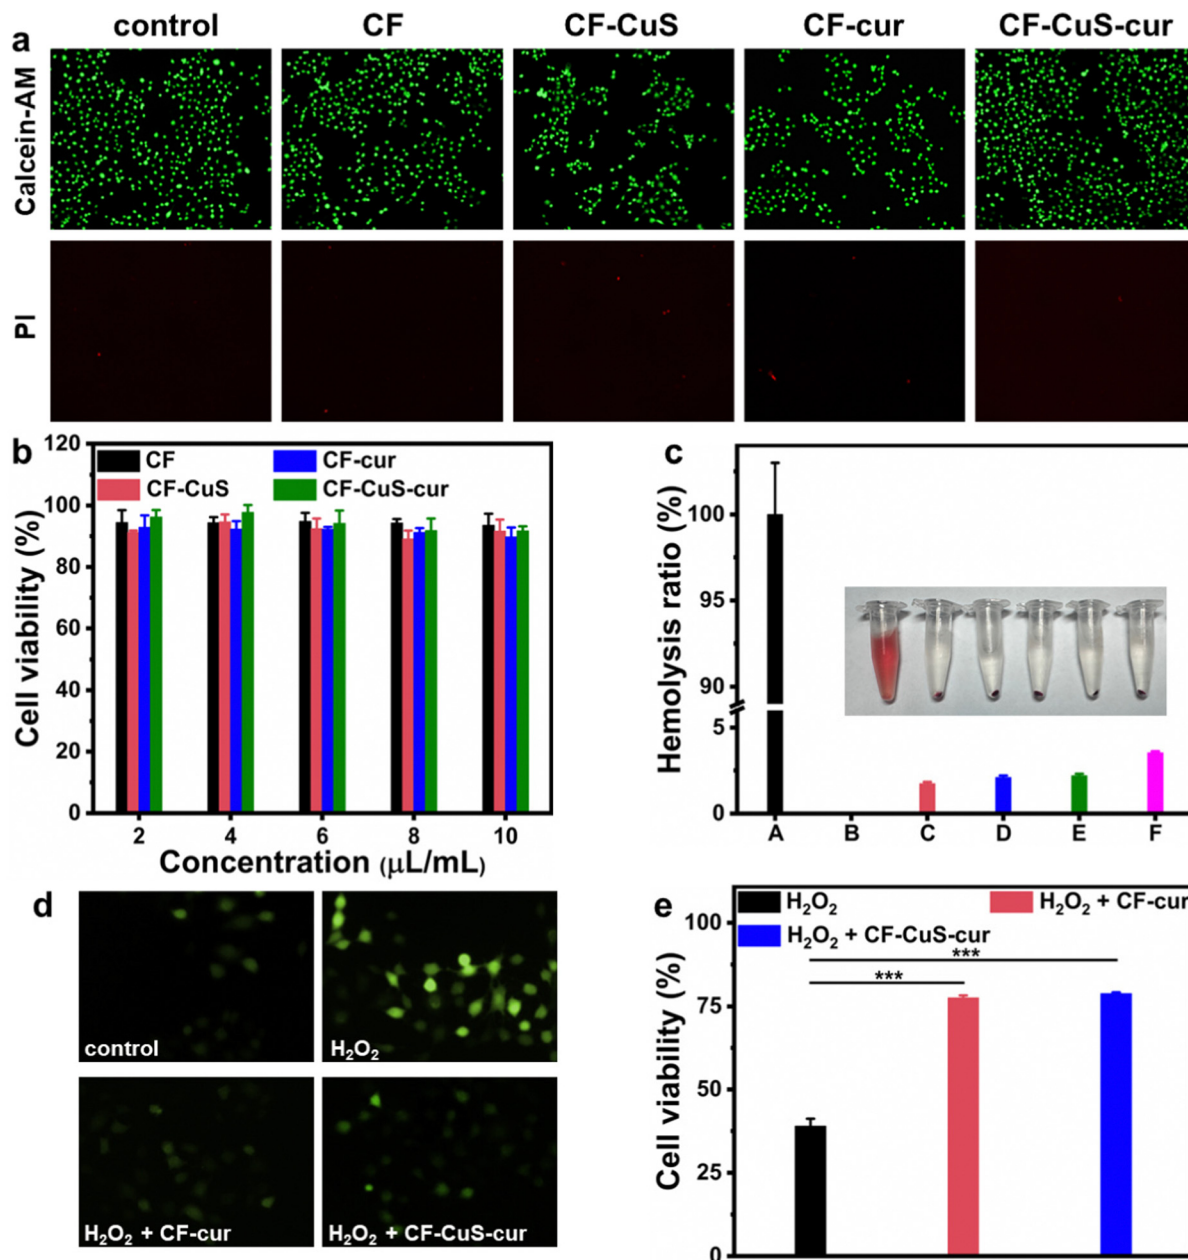 a
control CF CF-CuS CF-cur CF-CuS-cur
Calcein-AM
PI
b
120
100
80
60
40
20
0
Cell viability (%)
CF CF-cur
CF-CuS CF-CuS-cur
2 4 6 8 10
Concentration (μL/mL)
c
100
95
90
5
0
Hemolysis ratio (%)
A B C D E F
d
control
H₂O₂
H₂O₂ + CF-cur
H₂O₂ + CF-CuS-cur
e
100
75
50
25
0
Cell viability (%)
H₂O₂ H₂O₂ + CF-cur
H₂O₂ + CF-CuS-cur
***
***